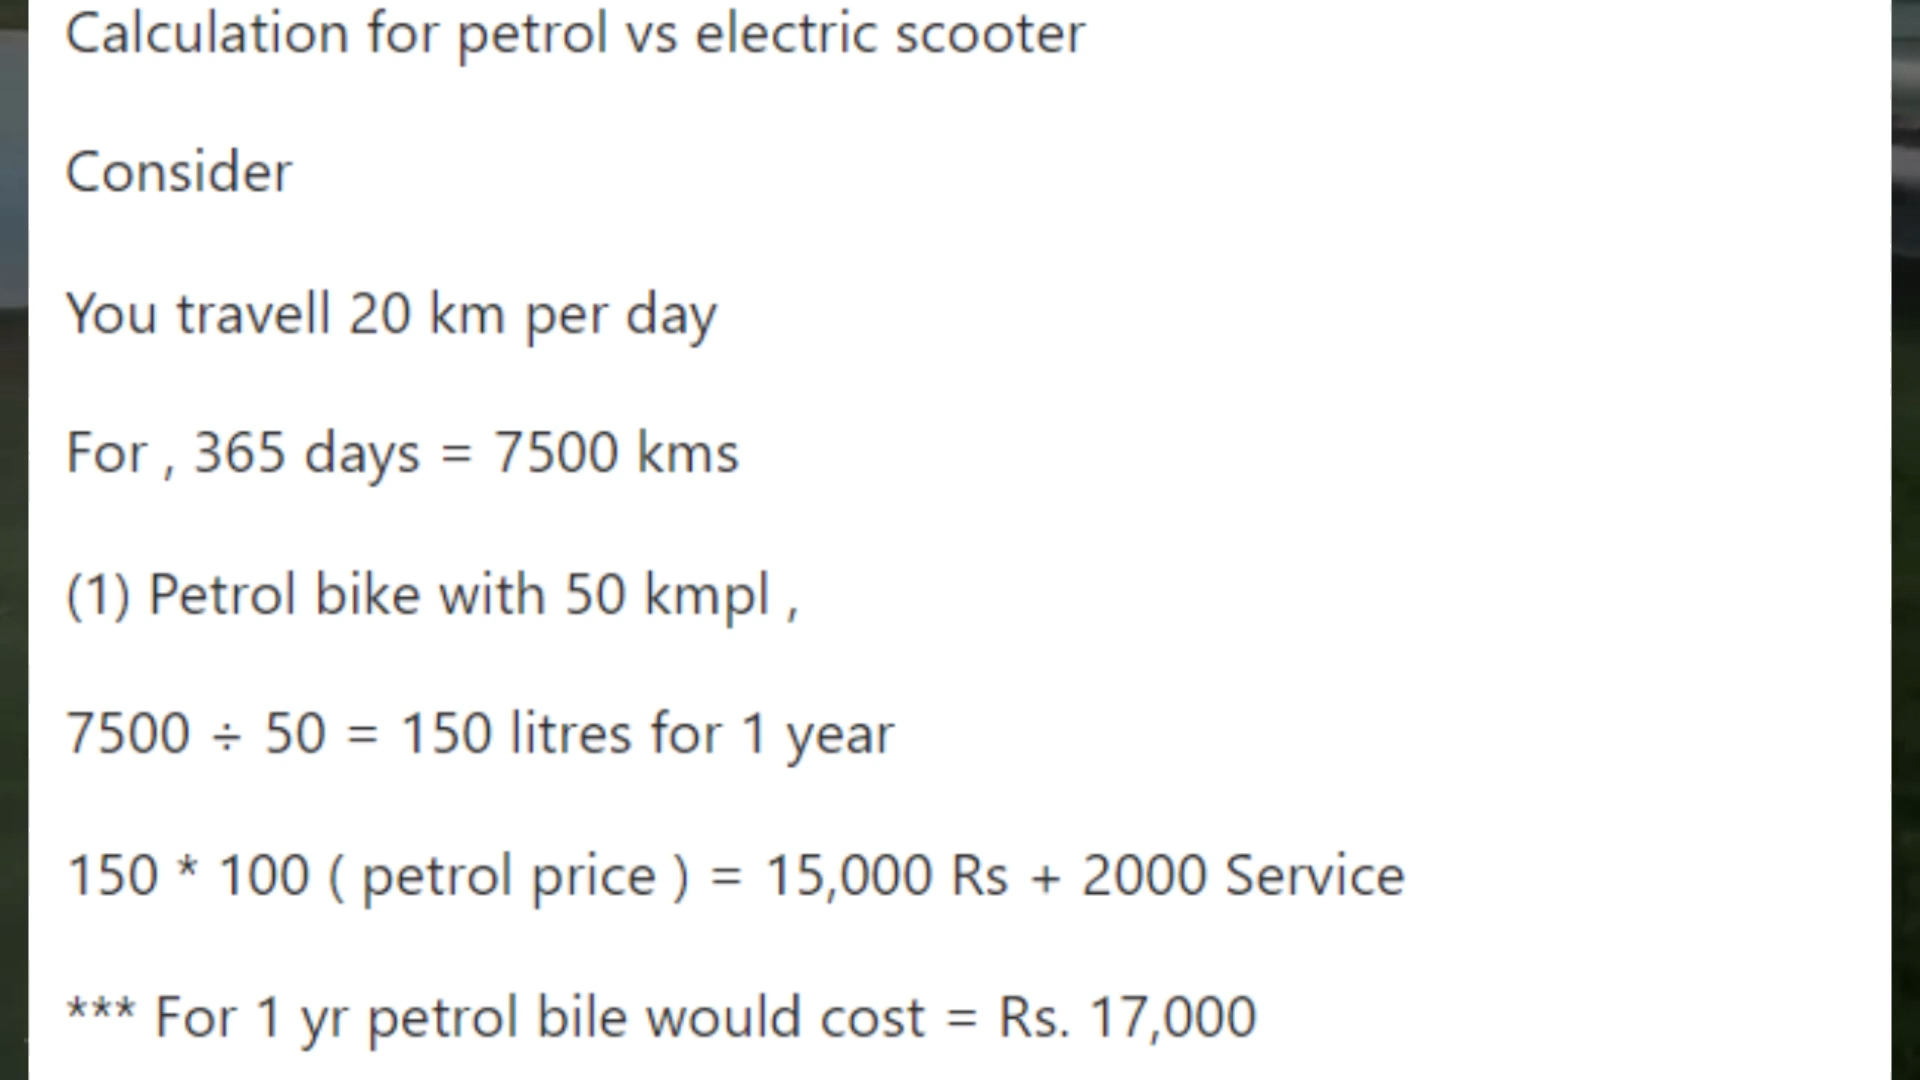 Calculation for petrol vs electric scooter
Consider
You travell 20 km per day
For , 365 days = 7500 kms
(1) Petrol bike with 50 kmpl ,
7500 ÷ 50 = 150 litres for 1 year
150 * 100 ( petrol price ) = 15,000 Rs + 2000 Service
*** For 1 yr petrol bile would cost = Rs. 17,000